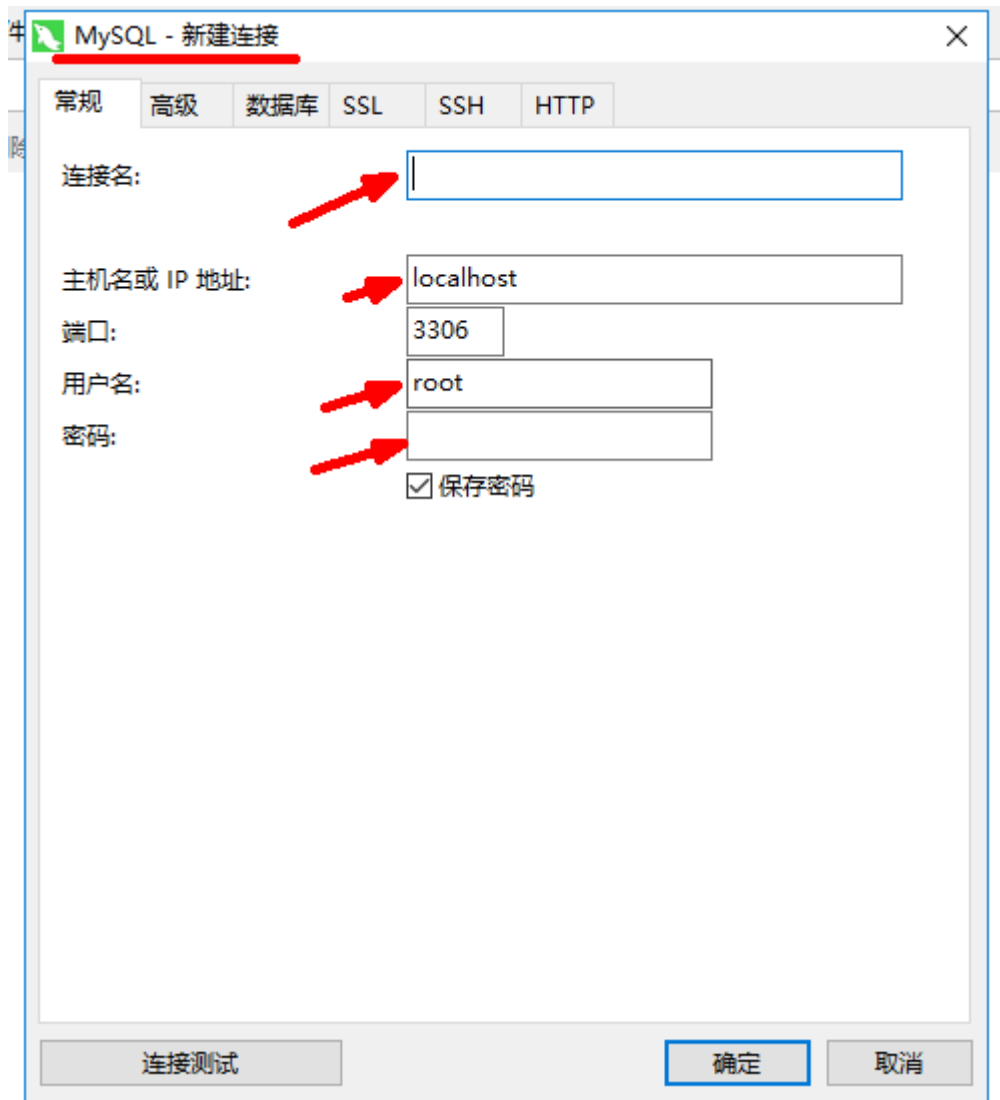 件
MySQL - 新建连接
常规 高级 数据库 SSL SSH HTTP
除
连接名:
主机名或 IP 地址: localhost
端口: 3306
用户名: root
密码:
保存密码
连接测试 确定 取消